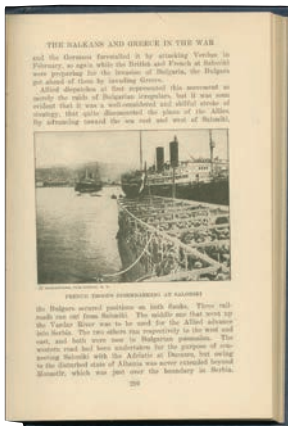 THE BALKANS AND GREECE IN THE WAR
and the Germans forestalled it by attacking Verdun in
February, so again while the British and French at Saloniki
were preparing for the invasion of Bulgaria, the Bulgars
got ahead of them by invading Greece.
Allied dispatches at first represented this movement as
merely the raids of Bulgarian irregulars, but it was soon
evident that it was a well-considered and skilful stroke of
strategy, that quite disconcerted the plans of the Allies.
By advancing toward the sea east and west of Saloniki,
FRENCH TROOPS DISEMBARKING AT SALONIKI
the Bulgars secured positions on both flanks. Three rail-
roads ran out from Saloniki. The middle one that went up
the Vardar River was to be used for the Allied advance
into Serbia. The two others ran respectively to the west and
east, and both were now in Bulgarian possession. The
western road had been undertaken for the purpose of con-
necting Saloniki with the Adriatic at Durazzo, but owing
to the disturbed state of Albania was never extended beyond
Monastir, which was just over the boundary in Serbia.